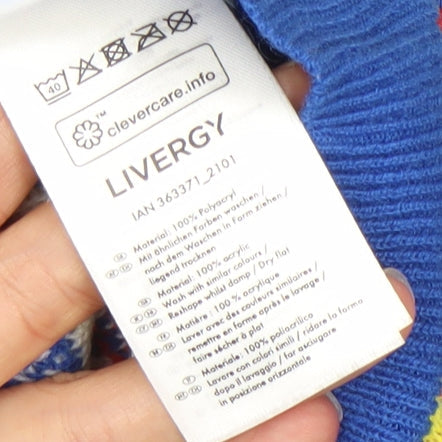 40
clevercare.info
TM
LIVERGY
IAN 363371_2101
Material: 100% Polyacryl
Mit ähnlichen Farben waschen /
nach dem Waschen in Form ziehen /
liegend trocknen
Material: 100% acrylic
Wash with similar colours /
Reshape whilst damp / Dry flat
Matière : 100 % acrylique
Laver avec des couleurs similaires /
remettre en forme après le lavage /
faire sécher à plat
Materiale: 100% poliacrilico
Lavare con colori simili / ridare la forma
dopo il lavaggio / far asciugare
in posizione orizzontale